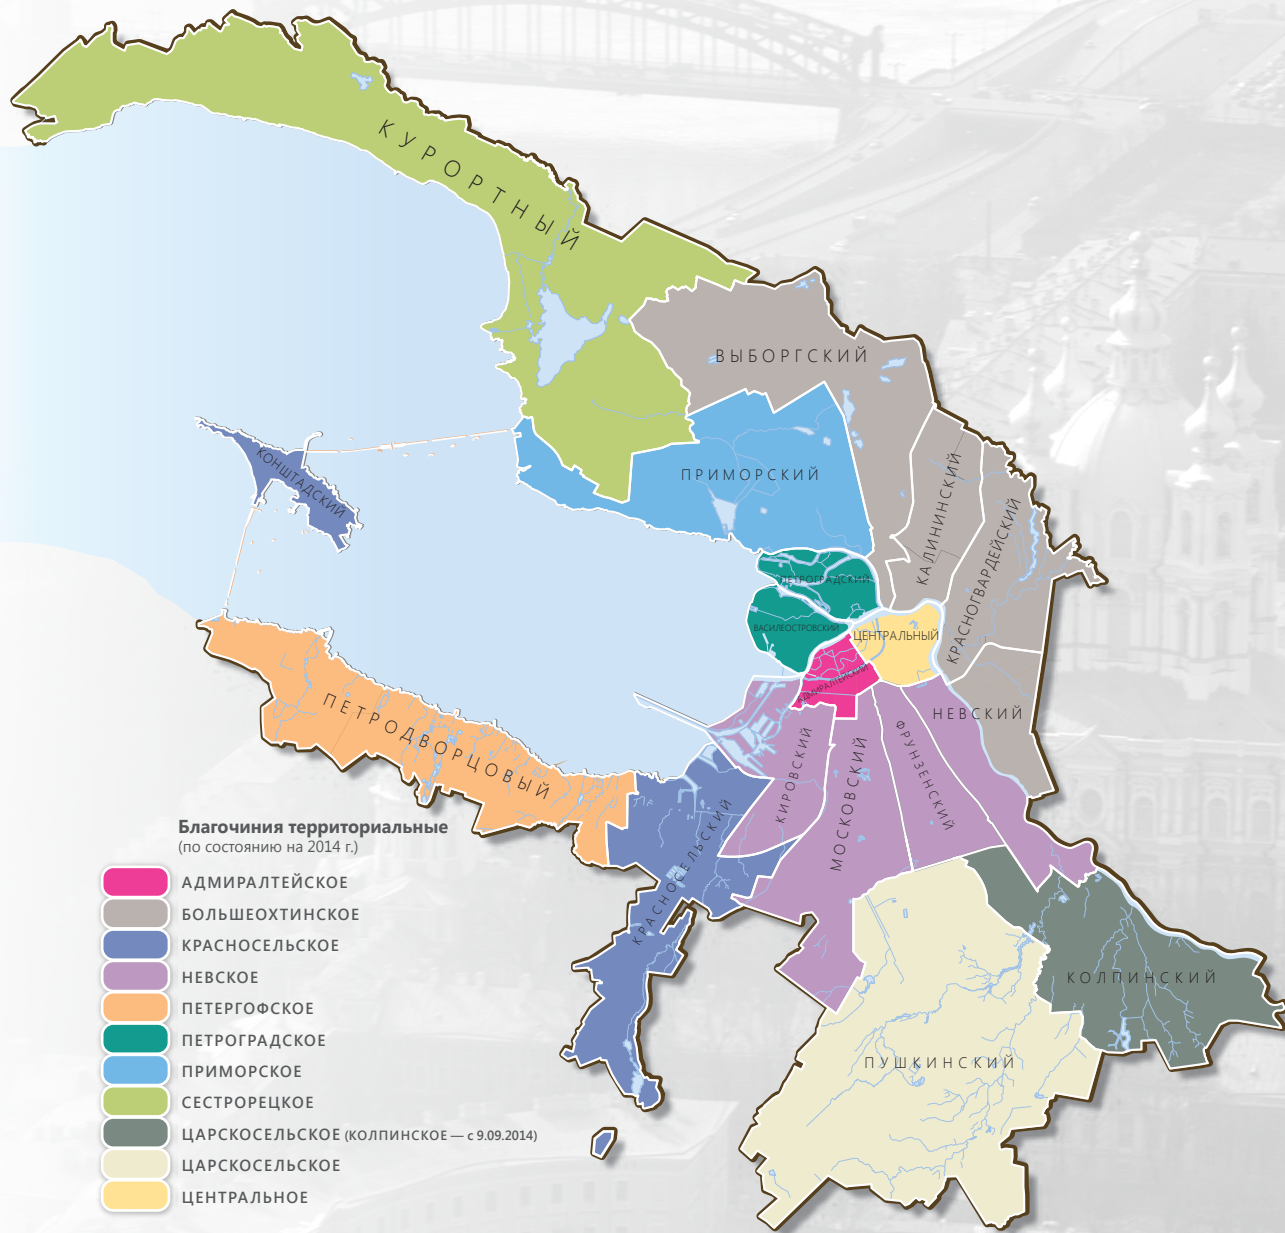 КУРОРТНЫЙ
ВЫБОРГСКИЙ
ПРИМОРСКИЙ
КОНШТАДСКИЙ
КАЛИНИНСКИЙ
КРАСНОГВАРДЕЙСКИЙ
ПЕТРОГРАДСКИЙ
ВАСИЛЕОСТРОВСКИЙ
ЦЕНТРАЛЬНЫЙ
АДМИРАЛТЕЙСКИЙ
НЕВСКИЙ
ПЕТРОДВОРЦОВЫЙ
КИРОВСКИЙ
МОСКОВСКИЙ
ФРУНЗЕНСКИЙ
КРАСНОСЕЛЬСКИЙ
КОЛПИНСКИЙ
ПУШКИНСКИЙ
Благочиния территориальные
(по состоянию на 2014 г.)
АДМИРАЛТЕЙСКОЕ
БОЛЬШЕОХТИНСКОЕ
КРАСНОСЕЛЬСКОЕ
НЕВСКОЕ
ПЕТЕРГОФСКОЕ
ПЕТРОГРАДСКОЕ
ПРИМОРСКОЕ
СЕСТРОРЕЦКОЕ
ЦАРСКОСЕЛЬСКОЕ (КОЛПИНСКОЕ — с 9.09.2014)
ЦАРСКОСЕЛЬСКОЕ
ЦЕНТРАЛЬНОЕ